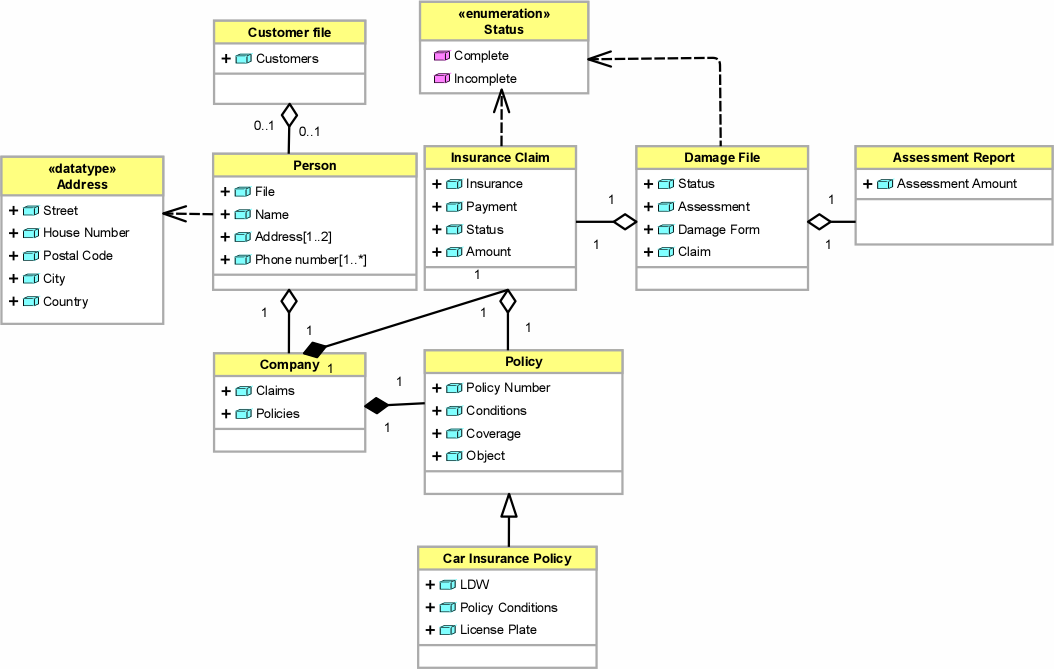 Customer file
+ Customers
«enumeration»
Status
Complete
Incomplete
0..1
0..1
«datatype»
Address
+ Street
+ House Number
+ Postal Code
+ City
+ Country
Person
+ File
+ Name
+ Address[1..2]
+ Phone number[1..*]
Insurance Claim
+ Insurance
+ Payment
+ Status
+ Amount
1
1
1
Damage File
+ Status
+ Assessment
+ Damage Form
+ Claim
1
1
Assessment Report
+ Assessment Amount
1
1
1
1
1
Company
1
+ Claims
+ Policies
1
1
Policy
+ Policy Number
+ Conditions
+ Coverage
+ Object
Car Insurance Policy
+ LDW
+ Policy Conditions
+ License Plate